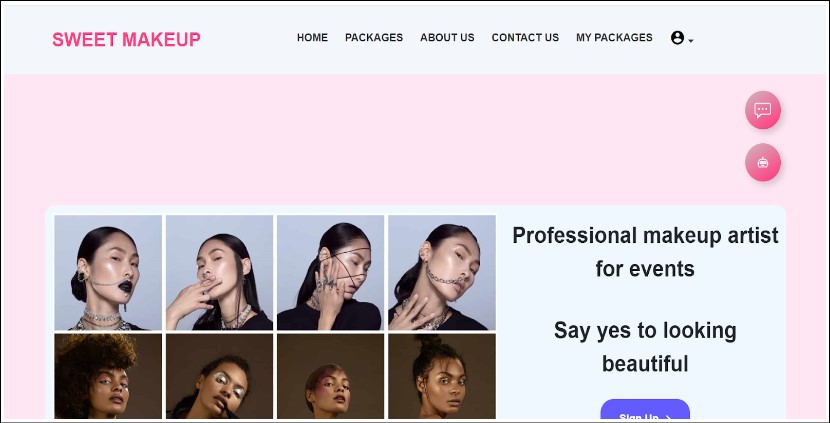 SWEET MAKEUP
HOME PACKAGES ABOUT US CONTACT US MY PACKAGES
Professional makeup artist
for events
Say yes to looking
beautiful
Sign Up >